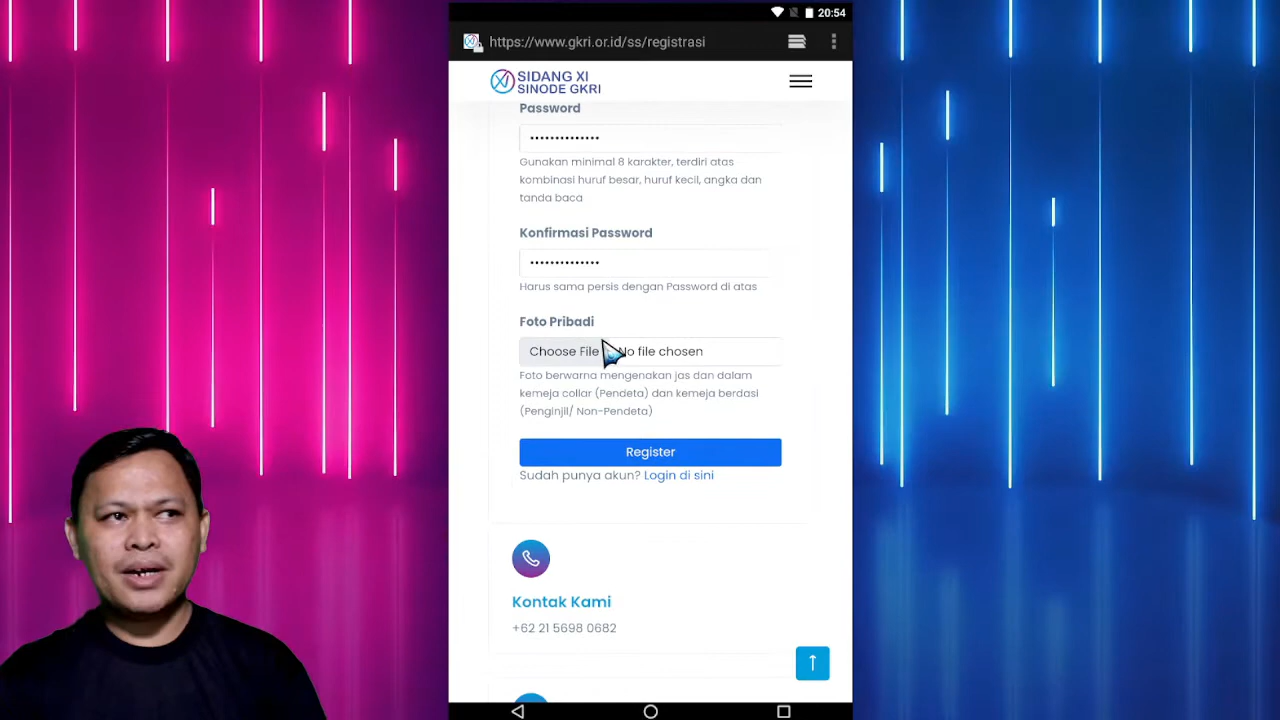 20:54
https://www.gkri.or.id/ss/registrasi
SIDANG XI
SINODE GKRI
Password
••••••••••••••
Gunakan minimal 8 karakter, terdiri atas
kombinasi huruf besar, huruf kecil, angka dan
tanda baca
Konfirmasi Password
••••••••••••••
Harus sama persis dengan Password di atas
Foto Pribadi
Choose File No file chosen
Foto berwarna mengenakan jas dan dalam
kemeja collar (Pendeta) dan kemeja berdasi
(Penginjil/ Non-Pendeta)
Register
Sudah punya akun? Login di sini
Kontak Kami
+62 21 5698 0682